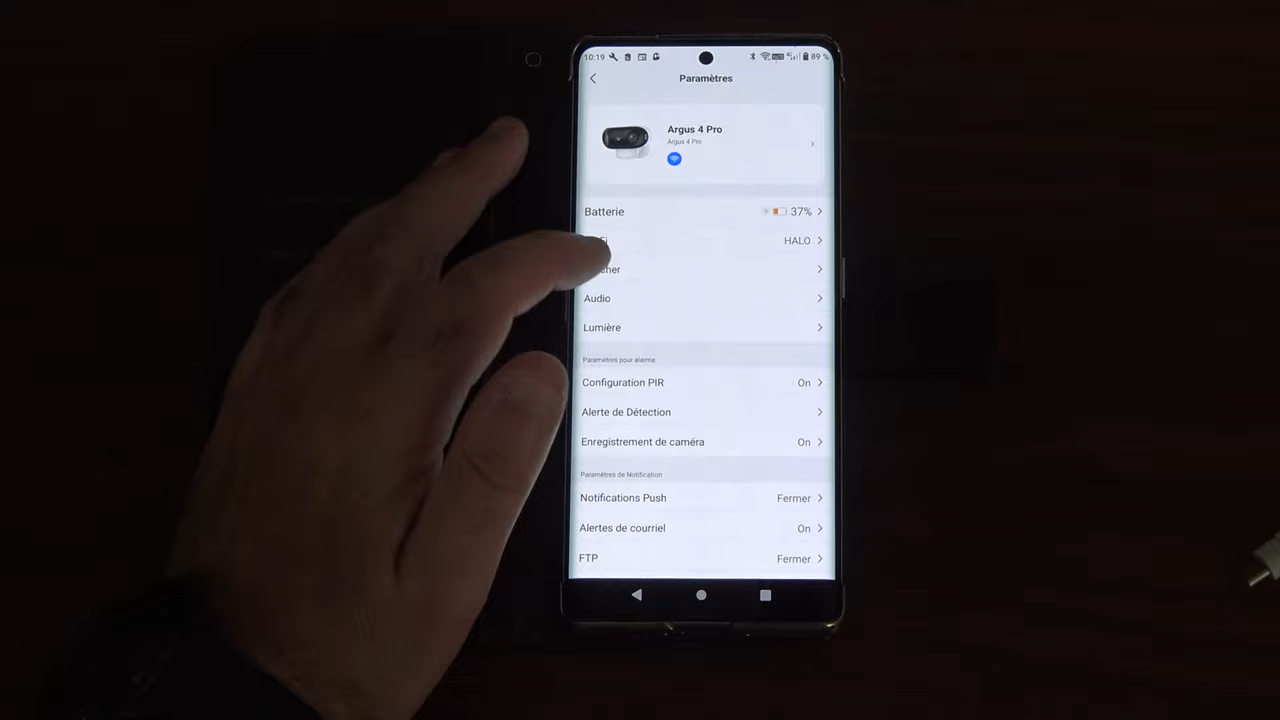 10:19 89 %
Paramètres
Argus 4 Pro
Argus 4 Pro
Batterie 37%
HALO
cher
Audio
Lumière
Paramètres pour alarme
Configuration PIR On
Alerte de Détection
Enregistrement de caméra On
Paramètres de Notification
Notifications Push Fermer
Alertes de courriel On
FTP Fermer